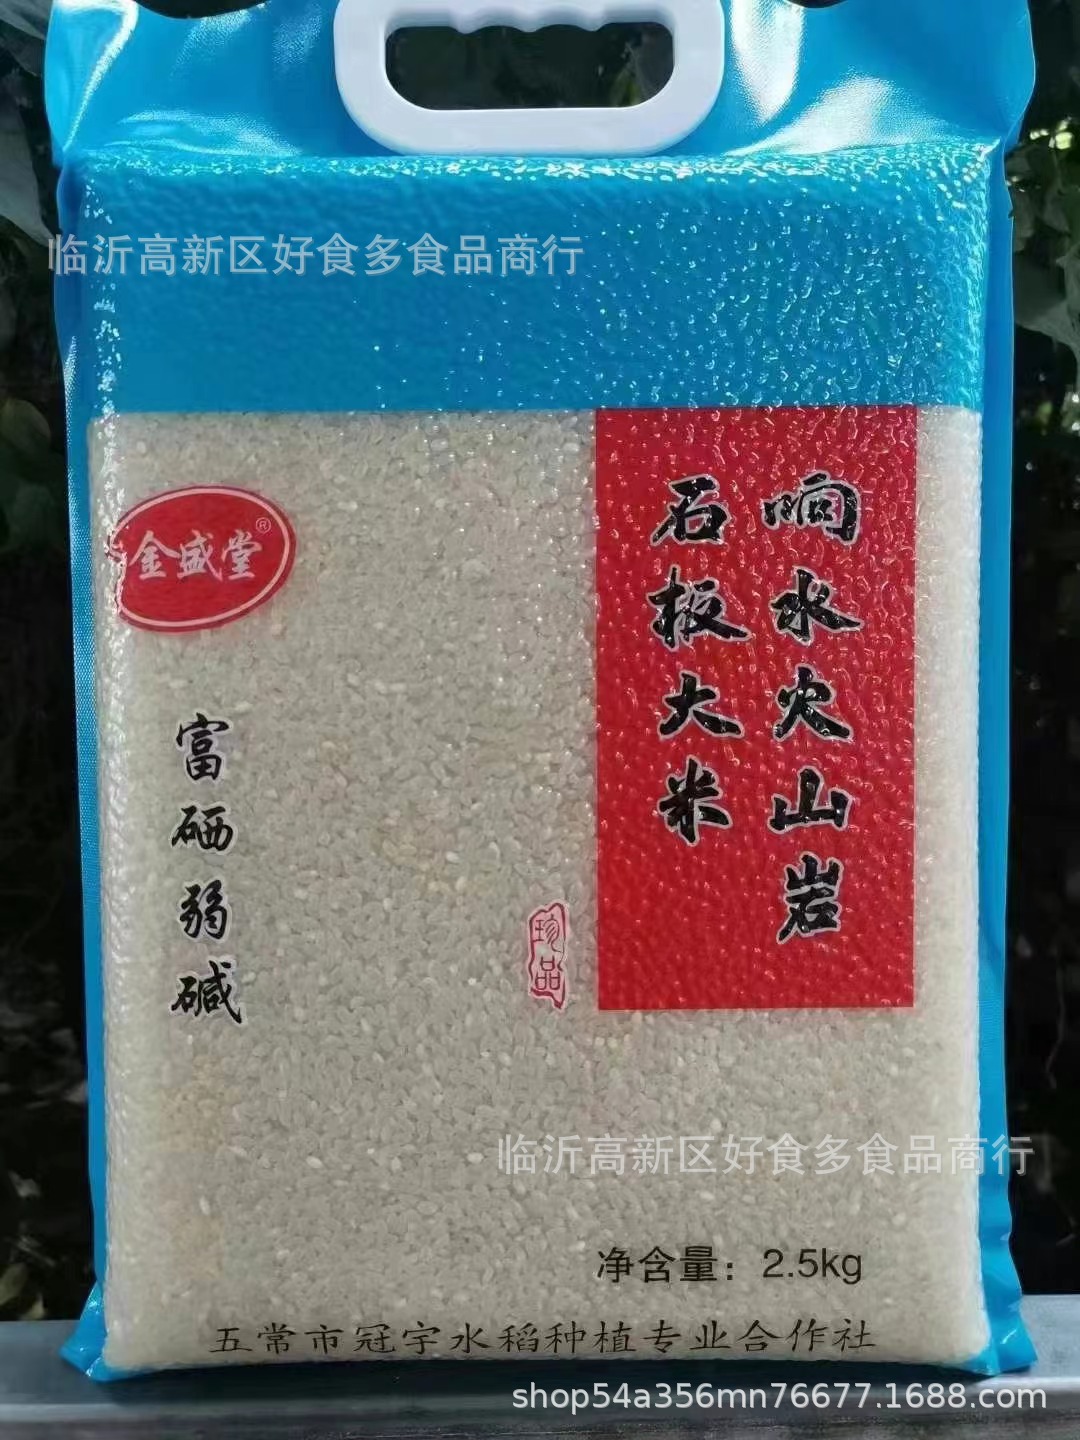 临沂高新区好食多食品商行
金盛堂®
响水火山岩
石板大米
富硒弱碱
珍品
临沂高新区好食多食品商行
净含量：2.5kg
五常市冠宇水稻种植专业合作社
shop54a356mn76677.1688.com